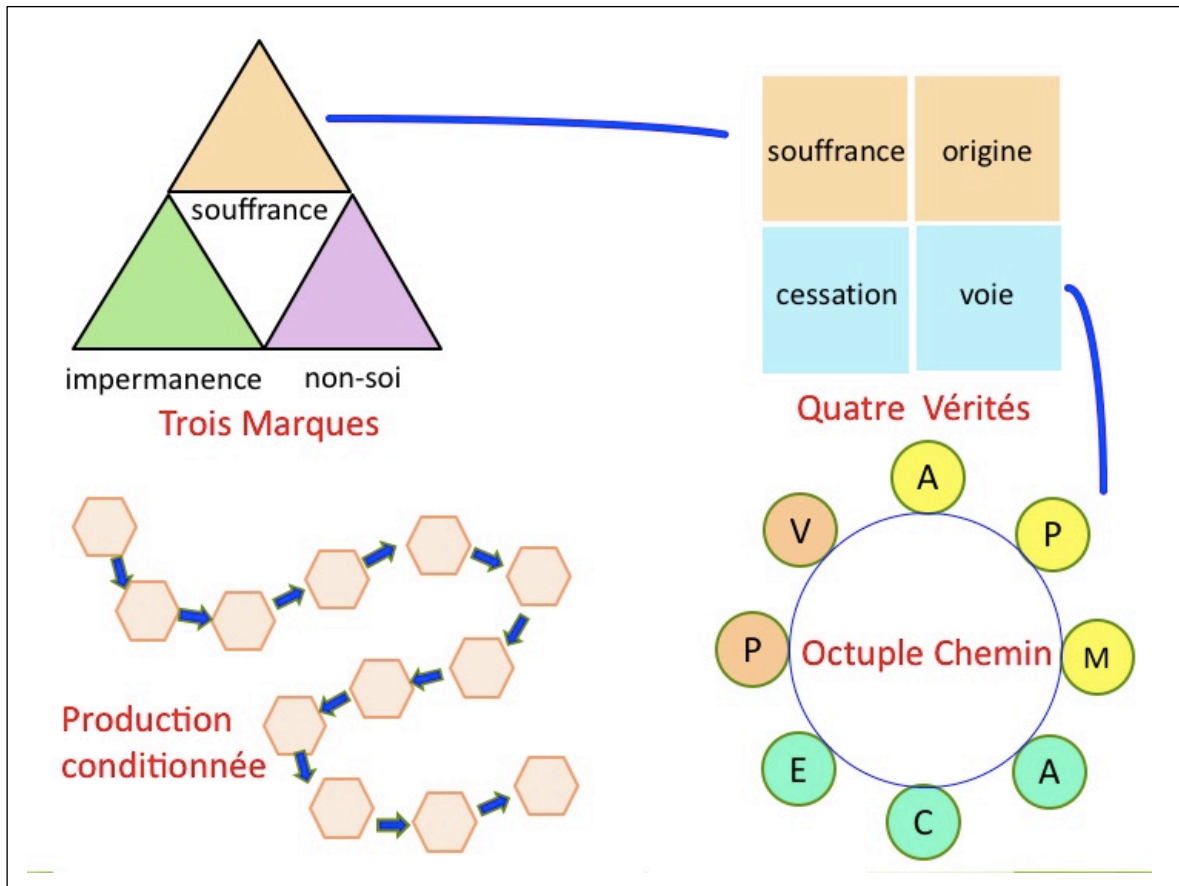 souffrance
impermanence non-soi
Trois Marques
souffrance origine
cessation voie
Quatre Vérités
Production
conditionnée
A
V P
P Octuple Chemin M
E A
C